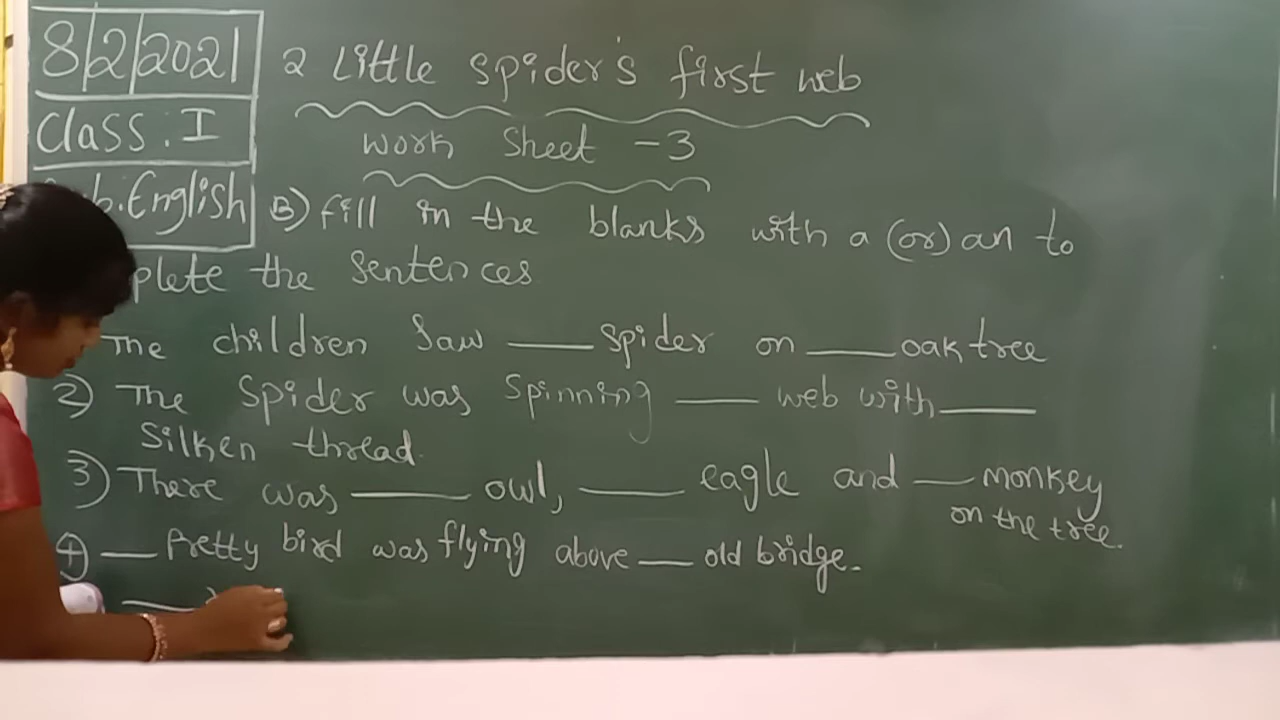 8/2/2021
Class: I
English
2 Little spider's first web
Work Sheet -3
B) Fill in the blanks with a (or) an to
plete the Sentences
The children Saw ___ spider on ___ oak tree
2) The Spider was Spinning ___ web with ___
Silken thread.
3) There was ___ owl, ___ eagle and ___ monkey
on the tree.
4) ___ Pretty bird was flying above ___ old bridge.